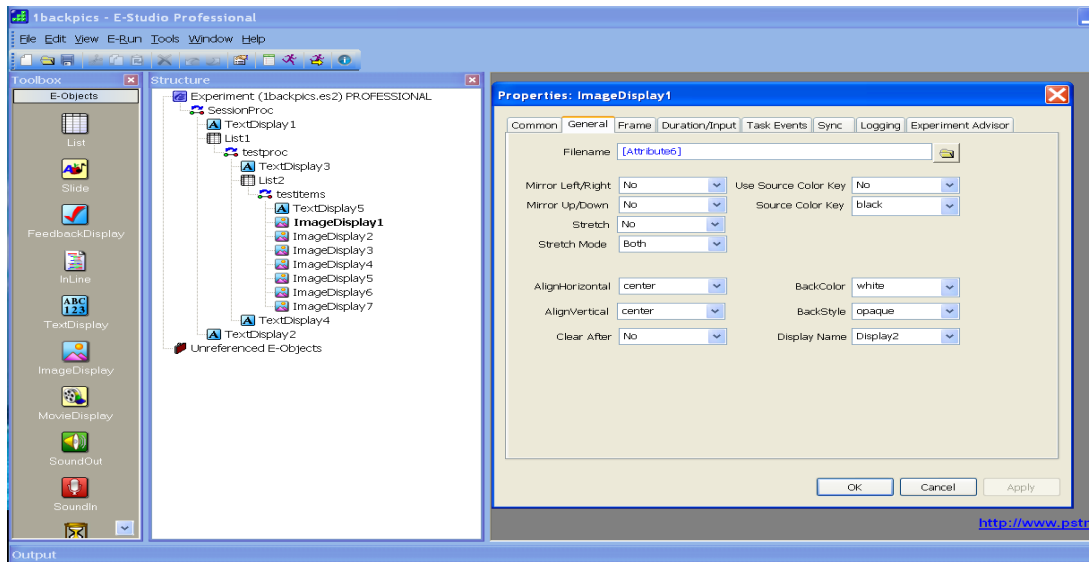 1backpics - E-Studio Professional
File Edit View E-Run Tools Window Help
Toolbox
E-Objects
List
Slide
FeedbackDisplay
InLine
ABC
123
TextDisplay
ImageDisplay
MovieDisplay
SoundOut
SoundIn
Structure
Experiment (1backpics.es2) PROFESSIONAL
SessionProc
A TextDisplay1
List1
testproc
A TextDisplay3
List2
testitems
A TextDisplay5
ImageDisplay1
ImageDisplay2
ImageDisplay3
ImageDisplay4
ImageDisplay5
ImageDisplay6
ImageDisplay7
A TextDisplay4
A TextDisplay2
Unreferenced E-Objects
Properties: ImageDisplay1
Common General Frame Duration/Input Task Events Sync Logging Experiment Advisor
Filename [Attribute6]
Mirror Left/Right No Use Source Color Key No
Mirror Up/Down No Source Color Key black
Stretch No
Stretch Mode Both
AlignHorizontal center BackColor white
AlignVertical center BackStyle opaque
Clear After No Display Name Display2
OK Cancel Apply
http://www.pstn
Output